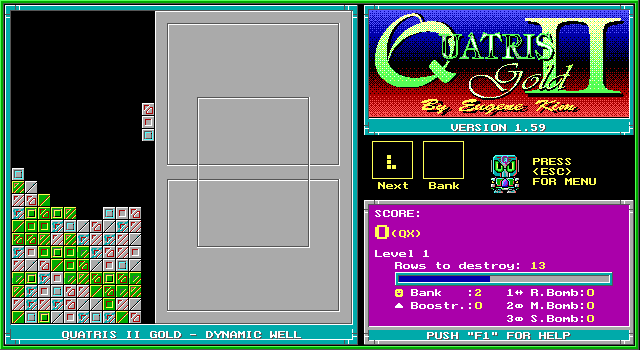 QUATRIS II
Gold
By Eugene Kim
VERSION 1.59
Next Bank
PRESS
<ESC>
FOR MENU
SCORE:
0(QX)
Level 1
Rows to destroy: 13
Bank :2 1↔ R.Bomb:0
Boostr.:0 2∞ M.Bomb:0
3∞ S.Bomb:0
QUATRIS II GOLD - DYNAMIC WELL
PUSH "F1" FOR HELP